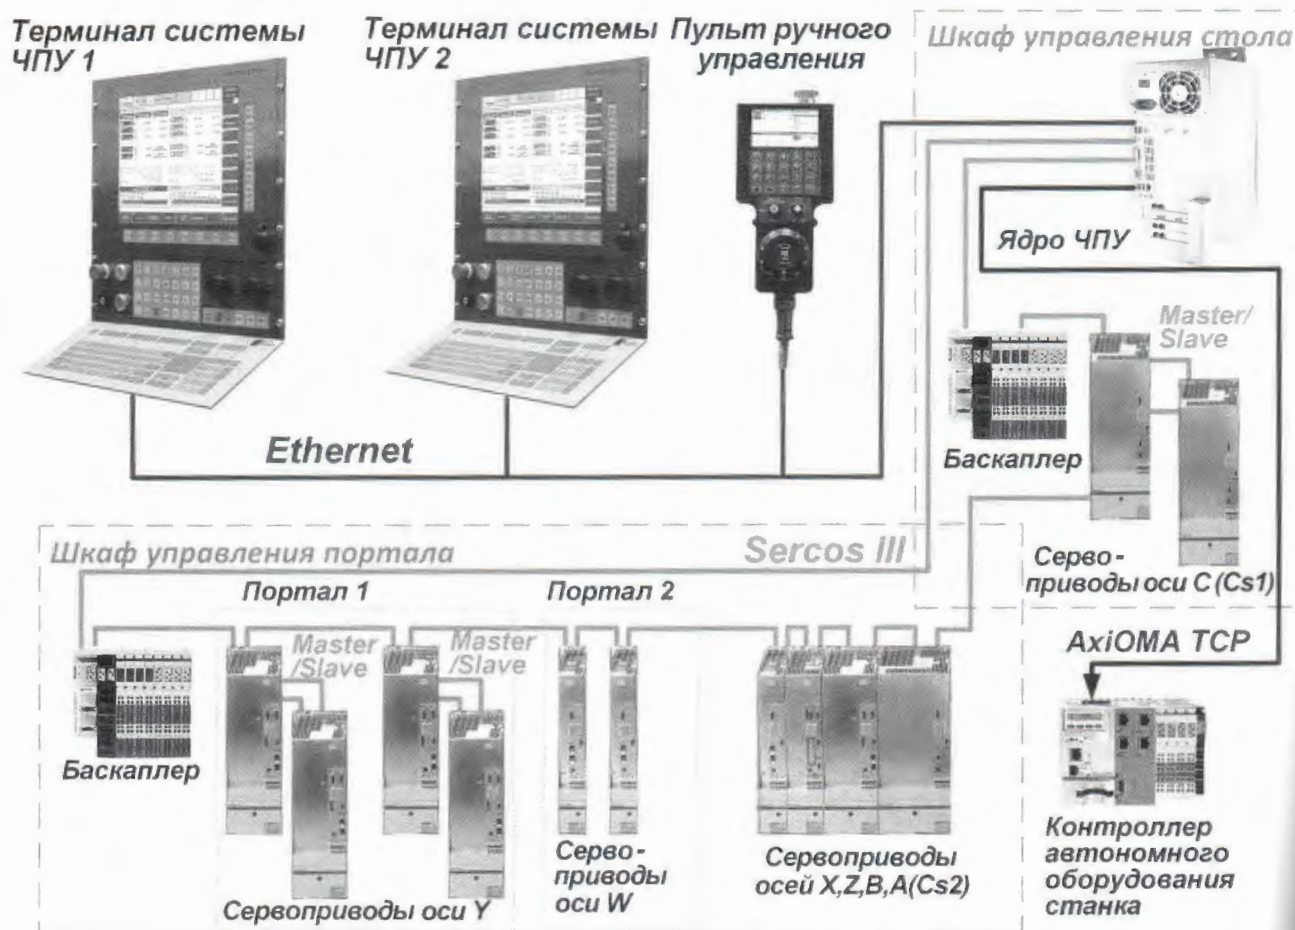 Терминал системы
ЧПУ 1
Терминал системы
ЧПУ 2
Пульт ручного
управления
Шкаф управления стола
Ядро ЧПУ
Master/
Slave
Баскаплер
Ethernet
Серво-
приводы оси C (Cs1)
Шкаф управления портала
Sercos III
Портал 1
Портал 2
Master
/Slave
Master
/Slave
AxiOMA TCP
Баскаплер
Серво-
приводы
оси W
Сервоприводы
осей X,Z,B,A(Cs2)
Сервоприводы оси Y
Контроллер
автономного
оборудования
станка